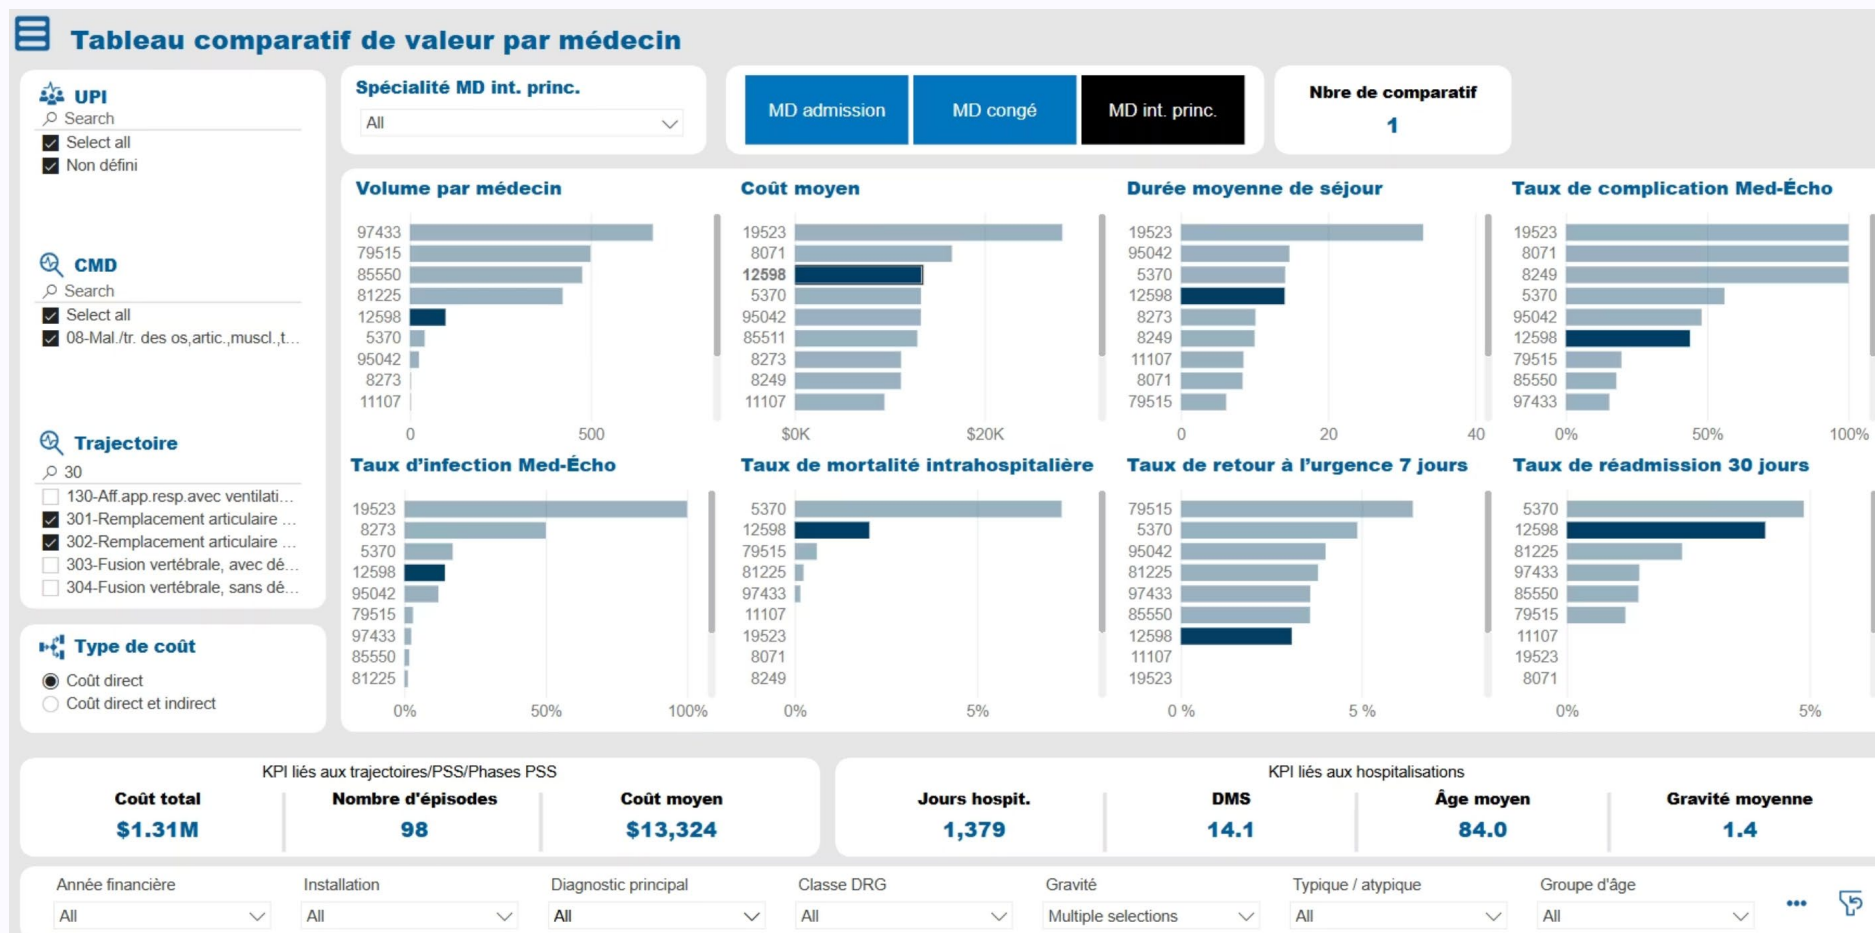 Tableau comparatif de valeur par médecin
UPI
Search
Select all
Non défini
CMD
Search
Select all
08-Mal./tr. des os,artic.,muscl.,t...
Trajectoire
30
130-Aff.app.resp.avec ventilati...
301-Remplacement articulaire ...
302-Remplacement articulaire ...
303-Fusion vertébrale, avec dé...
304-Fusion vertébrale, sans dé...
Type de coût
Coût direct
Coût direct et indirect
Spécialité MD int. princ.
All
MD admission
MD congé
MD int. princ.
Nbre de comparatif
1
Volume par médecin
97433
79515
85550
81225
12598
5370
95042
8273
11107
0 500
Coût moyen
19523
8071
12598
5370
95042
85511
8273
8249
11107
$0K $20K
Durée moyenne de séjour
19523
95042
5370
12598
8273
8249
11107
8071
79515
0 20 40
Taux de complication Med-Écho
19523
8071
8249
5370
95042
12598
79515
85550
97433
0% 50% 100%
Taux d'infection Med-Écho
19523
8273
5370
12598
95042
79515
97433
85550
81225
0% 50% 100%
Taux de mortalité intrahospitalière
5370
12598
79515
81225
97433
11107
19523
8071
8249
0% 5%
Taux de retour à l'urgence 7 jours
79515
5370
95042
81225
97433
85550
12598
11107
19523
0 % 5 %
Taux de réadmission 30 jours
5370
12598
81225
97433
85550
79515
11107
19523
8071
0% 5%
KPI liés aux trajectoires/PSS/Phases PSS
Coût total Nombre d'épisodes Coût moyen
$1.31M 98 $13,324
KPI liés aux hospitalisations
Jours hospit. DMS Âge moyen Gravité moyenne
1,379 14.1 84.0 1.4
Année financière Installation Diagnostic principal Classe DRG Gravité Typique / atypique Groupe d'âge
All All All All Multiple selections All All